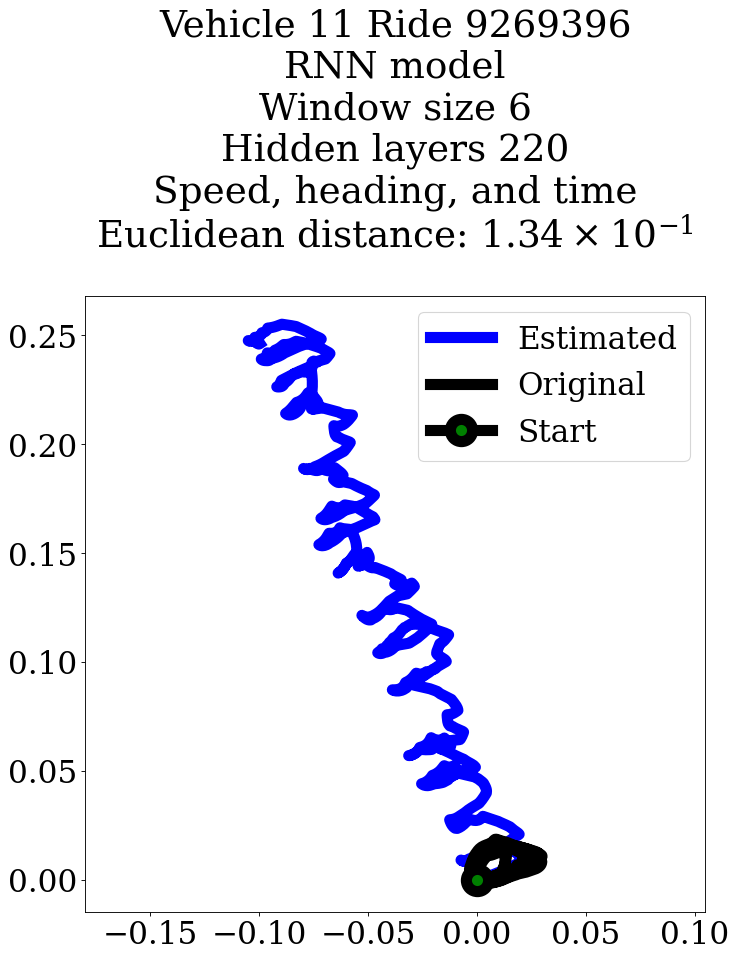 Vehicle 11 Ride 9269396
RNN model
Window size 6
Hidden layers 220
Speed, heading, and time
Euclidean distance: 1.34 × 10⁻¹
Estimated
Original
Start
0.25
0.20
0.15
0.10
0.05
0.00
−0.15 −0.10 −0.05 0.00 0.05 0.10